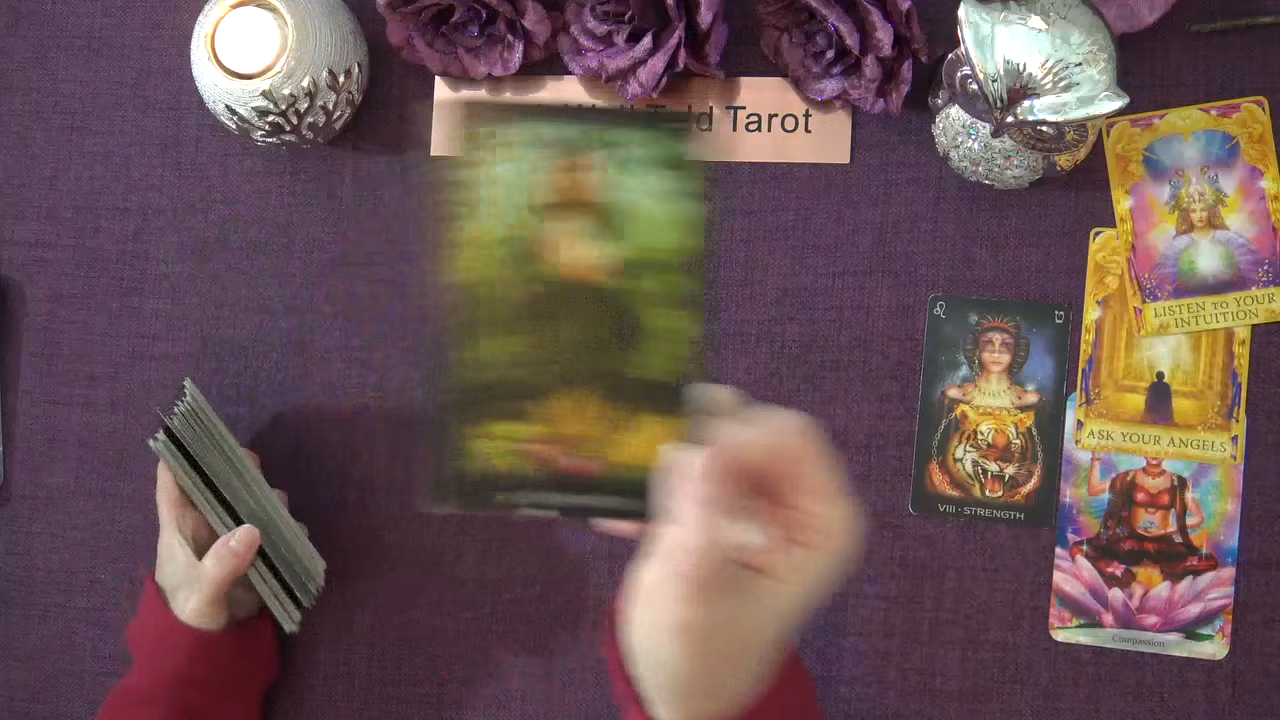 Tarot
LISTEN TO YOUR
INTUITION
ASK YOUR ANGELS
VIII • STRENGTH
Compassion